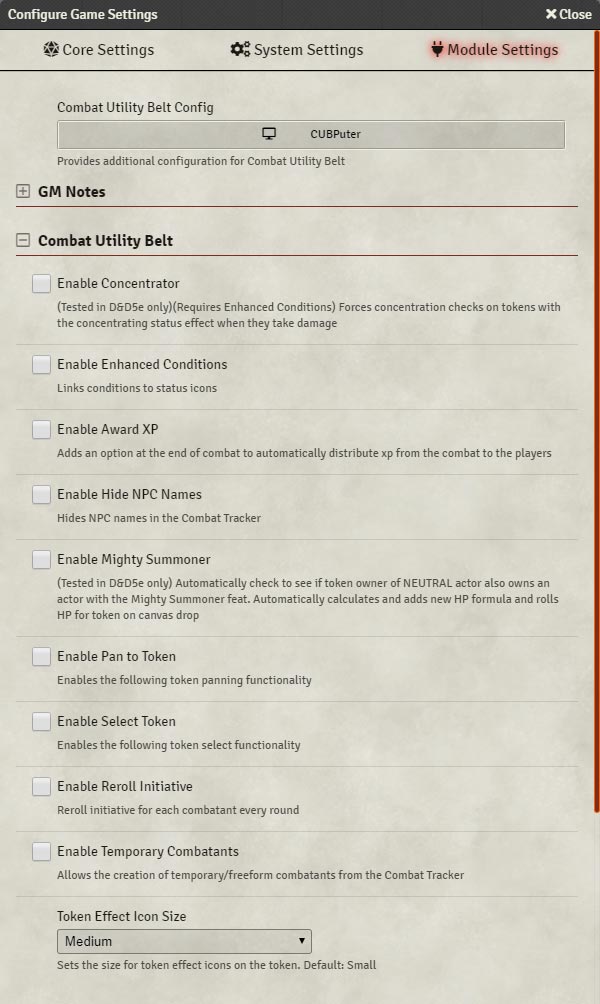 Configure Game Settings
Close
Core Settings
System Settings
Module Settings
Combat Utility Belt Config
CUBPuter
Provides additional configuration for Combat Utility Belt
GM Notes
Combat Utility Belt
Enable Concentrator
(Tested in D&D5e only)(Requires Enhanced Conditions) Forces concentration checks on tokens with
the concentrating status effect when they take damage
Enable Enhanced Conditions
Links conditions to status icons
Enable Award XP
Adds an option at the end of combat to automatically distribute xp from the combat to the players
Enable Hide NPC Names
Hides NPC names in the Combat Tracker
Enable Mighty Summoner
(Tested in D&D5e only) Automatically check to see if token owner of NEUTRAL actor also owns an
actor with the Mighty Summoner feat. Automatically calculates and adds new HP formula and rolls
HP for token on canvas drop
Enable Pan to Token
Enables the following token panning functionality
Enable Select Token
Enables the following token select functionality
Enable Reroll Initiative
Reroll initiative for each combatant every round
Enable Temporary Combatants
Allows the creation of temporary/freeform combatants from the Combat Tracker
Token Effect Icon Size
Medium
Sets the size for token effect icons on the token. Default: Small